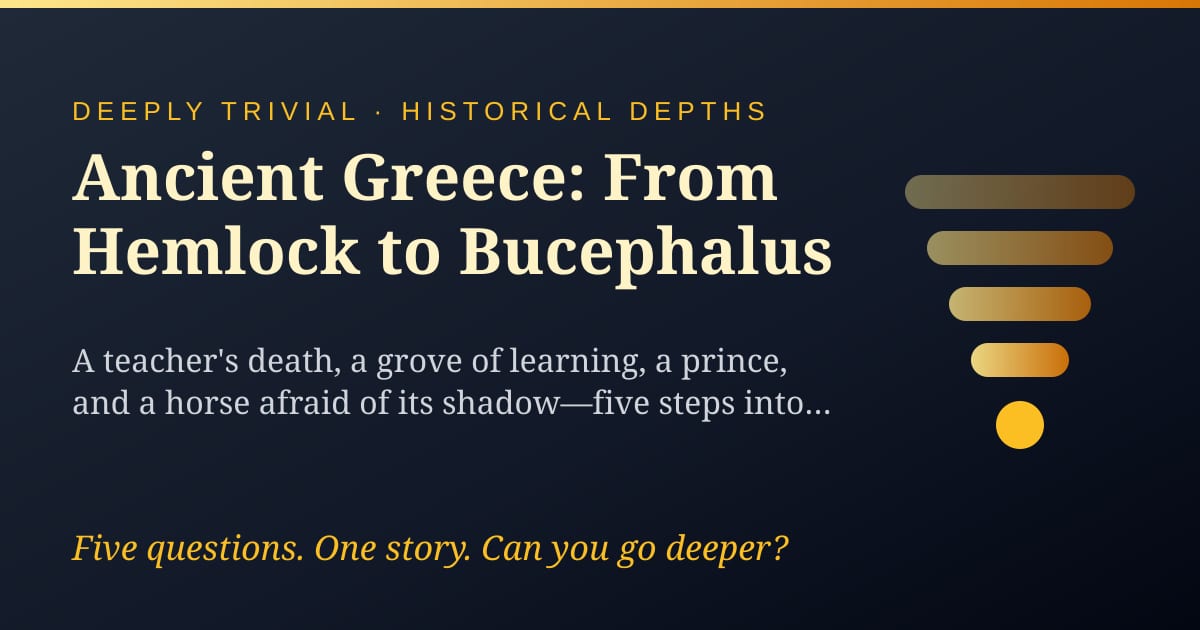 DEEPLY TRIVIAL · HISTORICAL DEPTHS
Ancient Greece: From
Hemlock to Bucephalus
A teacher's death, a grove of learning, a prince,
and a horse afraid of its shadow—five steps into…
Five questions. One story. Can you go deeper?